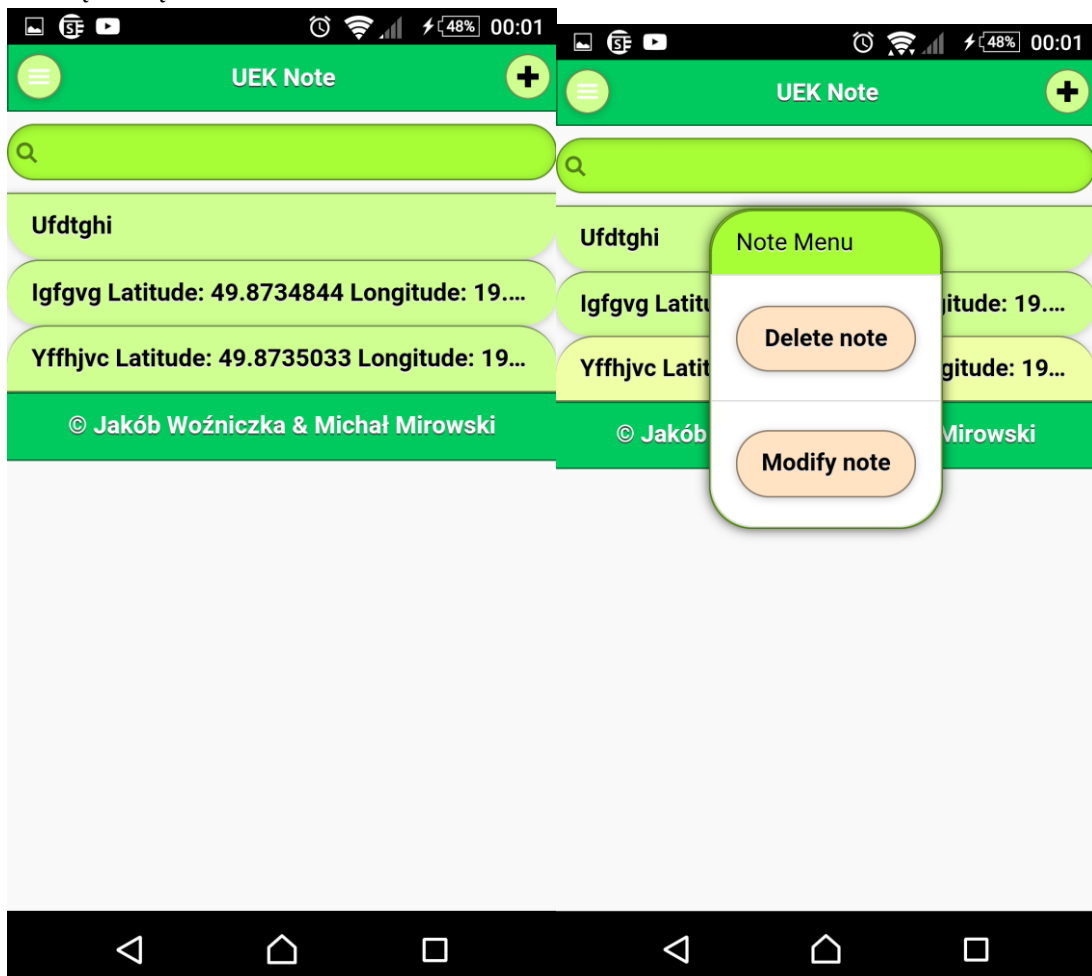 48% 00:01
UEK Note
Ufdtghi
Igfgvg Latitude: 49.8734844 Longitude: 19....
Yffhjvc Latitude: 49.8735033 Longitude: 19...
© Jakób Woźniczka & Michał Mirowski
48% 00:01
UEK Note
Ufdtghi
Note Menu
Igfgvg Latitu itude: 19....
Delete note
Yffhjvc Latit gitude: 19...
© Jakób Mirowski
Modify note